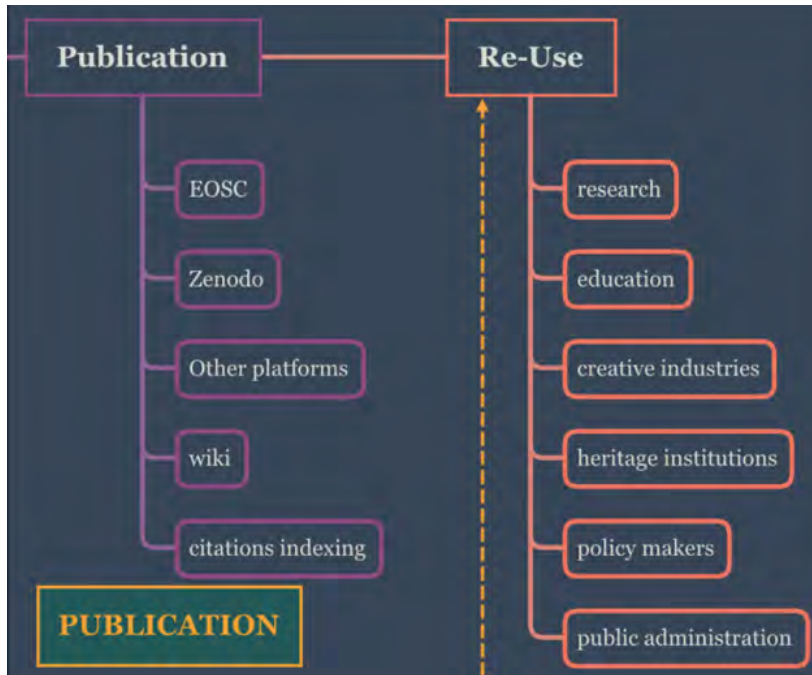 Publication
EOSC
Zenodo
Other platforms
wiki
citations indexing
PUBLICATION
Re-Use
research
education
creative industries
heritage institutions
policy makers
public administration